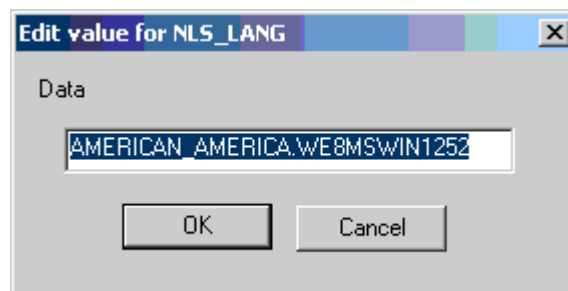 Edit value for NLS_LANG
Data
AMERICAN_AMERICA.WE8MSWIN1252
OK Cancel